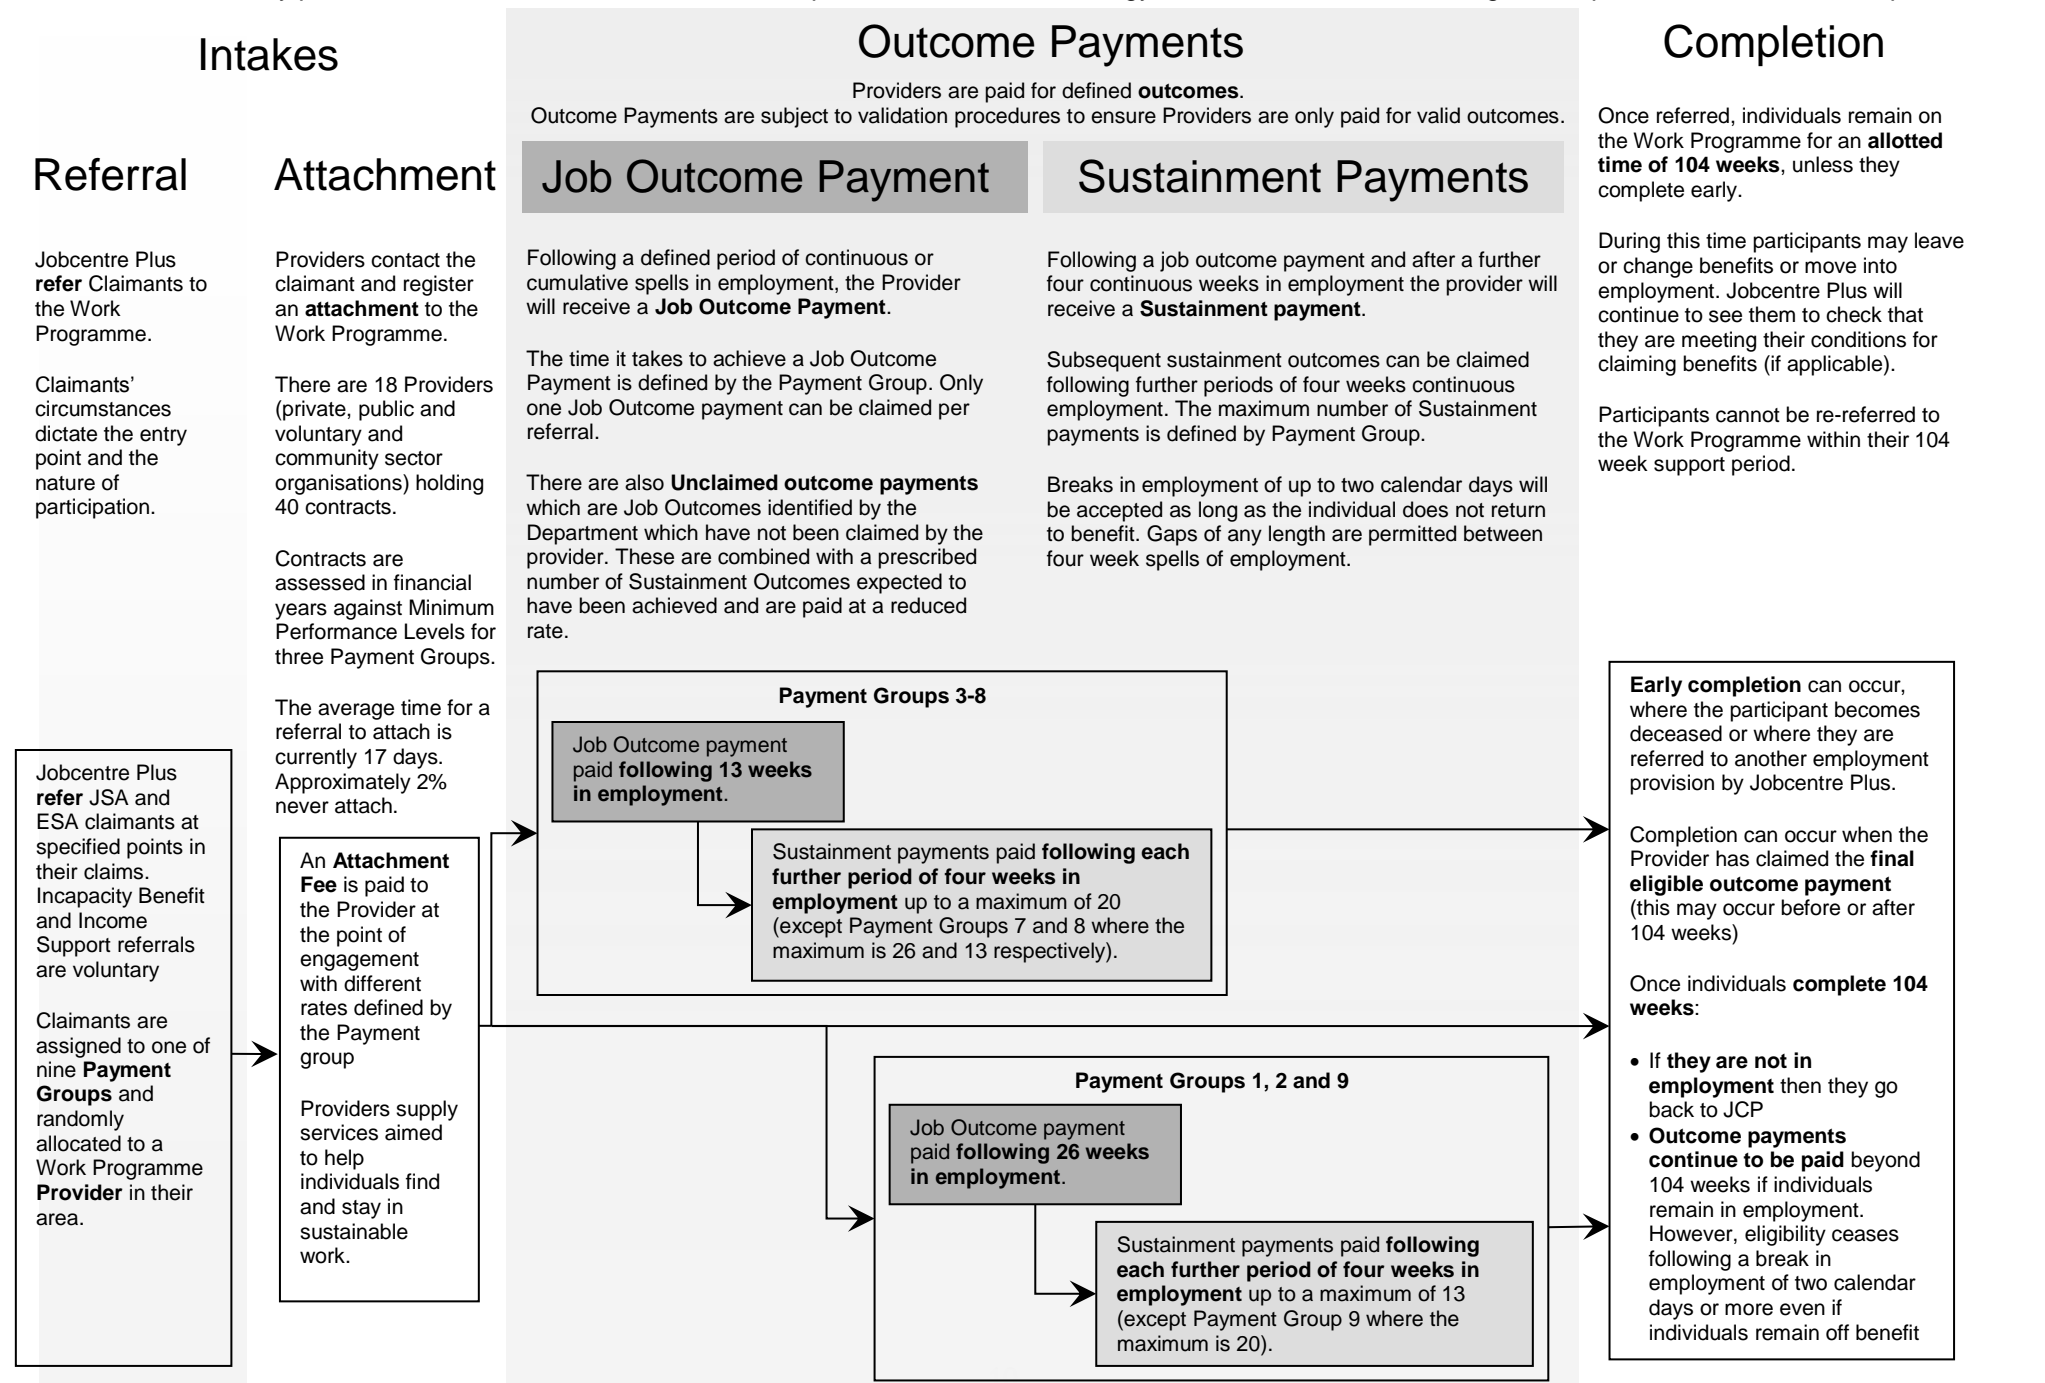 Intakes
Referral
Jobcentre Plus
refer Claimants to
the Work
Programme.
Claimants’
circumstances
dictate the entry
point and the
nature of
participation.
Jobcentre Plus
refer JSA and
ESA claimants at
specified points in
their claims.
Incapacity Benefit
and Income
Support referrals
are voluntary
Claimants are
assigned to one of
nine Payment
Groups and
randomly
allocated to a
Work Programme
Provider in their
area.
Attachment
Providers contact the
claimant and register
an attachment to the
Work Programme.
There are 18 Providers
(private, public and
voluntary and
community sector
organisations) holding
40 contracts.
Contracts are
assessed in financial
years against Minimum
Performance Levels for
three Payment Groups.
The average time for a
referral to attach is
currently 17 days.
Approximately 2%
never attach.
An Attachment
Fee is paid to
the Provider at
the point of
engagement
with different
rates defined by
the Payment
group
Providers supply
services aimed
to help
individuals find
and stay in
sustainable
work.
Outcome Payments
Providers are paid for defined outcomes.
Outcome Payments are subject to validation procedures to ensure Providers are only paid for valid outcomes.
Job Outcome Payment
Following a defined period of continuous or
cumulative spells in employment, the Provider
will receive a Job Outcome Payment.
The time it takes to achieve a Job Outcome
Payment is defined by the Payment Group. Only
one Job Outcome payment can be claimed per
referral.
There are also Unclaimed outcome payments
which are Job Outcomes identified by the
Department which have not been claimed by the
provider. These are combined with a prescribed
number of Sustainment Outcomes expected to
have been achieved and are paid at a reduced
rate.
Sustainment Payments
Following a job outcome payment and after a further
four continuous weeks in employment the provider will
receive a Sustainment payment.
Subsequent sustainment outcomes can be claimed
following further periods of four weeks continuous
employment. The maximum number of Sustainment
payments is defined by Payment Group.
Breaks in employment of up to two calendar days will
be accepted as long as the individual does not return
to benefit. Gaps of any length are permitted between
four week spells of employment.
Payment Groups 3-8
Job Outcome payment
paid following 13 weeks
in employment.
Sustainment payments paid following each
further period of four weeks in
employment up to a maximum of 20
(except Payment Groups 7 and 8 where the
maximum is 26 and 13 respectively).
Payment Groups 1, 2 and 9
Job Outcome payment
paid following 26 weeks
in employment.
Sustainment payments paid following
each further period of four weeks in
employment up to a maximum of 13
(except Payment Group 9 where the
maximum is 20).
Completion
Once referred, individuals remain on
the Work Programme for an allotted
time of 104 weeks, unless they
complete early.
During this time participants may leave
or change benefits or move into
employment. Jobcentre Plus will
continue to see them to check that
they are meeting their conditions for
claiming benefits (if applicable).
Participants cannot be re-referred to
the Work Programme within their 104
week support period.
Early completion can occur,
where the participant becomes
deceased or where they are
referred to another employment
provision by Jobcentre Plus.
Completion can occur when the
Provider has claimed the final
eligible outcome payment
(this may occur before or after
104 weeks)
Once individuals complete 104
weeks:
• If they are not in
employment then they go
back to JCP
• Outcome payments
continue to be paid beyond
104 weeks if individuals
remain in employment.
However, eligibility ceases
following a break in
employment of two calendar
days or more even if
individuals remain off benefit